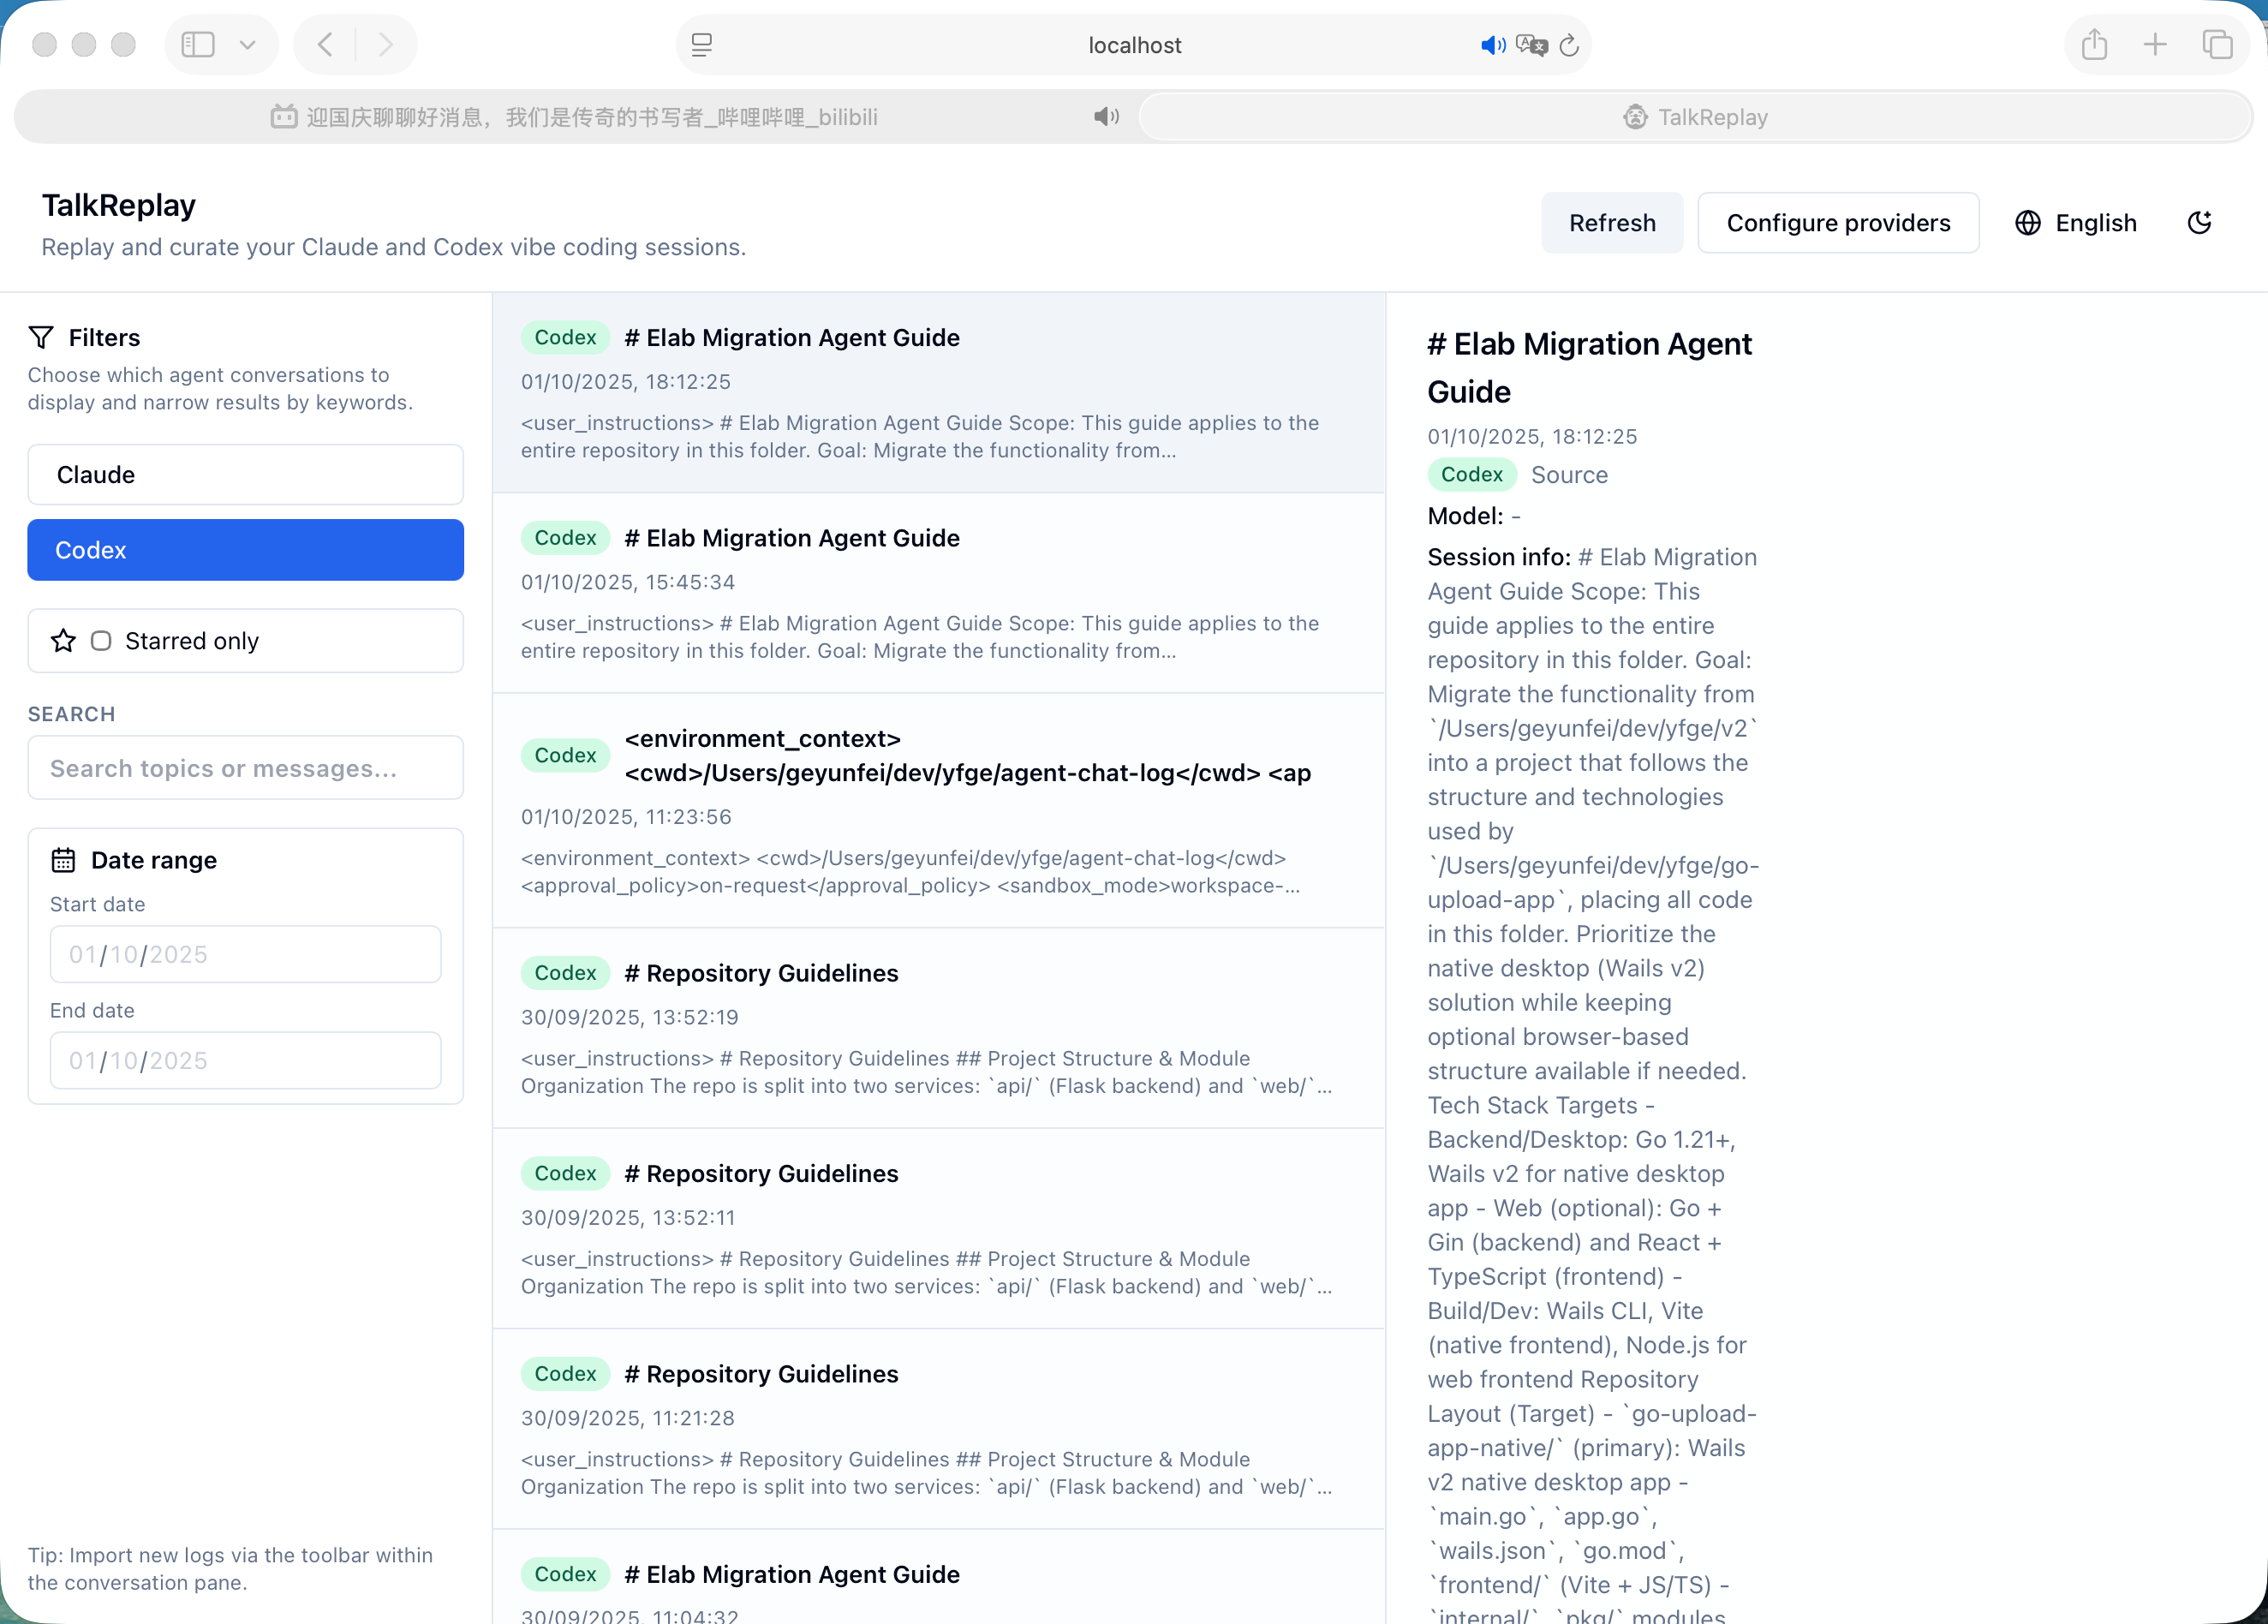 localhost
迎国庆聊聊好消息，我们是传奇的书写者_哔哩哔哩_bilibili
TalkReplay
TalkReplay
Replay and curate your Claude and Codex vibe coding sessions.
Refresh
Configure providers
English
Filters
Choose which agent conversations to
display and narrow results by keywords.
Claude
Codex
Starred only
SEARCH
Search topics or messages...
Date range
Start date
01/10/2025
End date
01/10/2025
Tip: Import new logs via the toolbar within
the conversation pane.
Codex # Elab Migration Agent Guide
01/10/2025, 18:12:25
<user_instructions> # Elab Migration Agent Guide Scope: This guide applies to the
entire repository in this folder. Goal: Migrate the functionality from...
Codex # Elab Migration Agent Guide
01/10/2025, 15:45:34
<user_instructions> # Elab Migration Agent Guide Scope: This guide applies to the
entire repository in this folder. Goal: Migrate the functionality from...
Codex
<environment_context>
<cwd>/Users/geyunfei/dev/yfge/agent-chat-log</cwd> <ap
01/10/2025, 11:23:56
<environment_context> <cwd>/Users/geyunfei/dev/yfge/agent-chat-log</cwd>
<approval_policy>on-request</approval_policy> <sandbox_mode>workspace-...
Codex # Repository Guidelines
30/09/2025, 13:52:19
<user_instructions> # Repository Guidelines ## Project Structure & Module
Organization The repo is split into two services: `api/` (Flask backend) and `web/`...
Codex # Repository Guidelines
30/09/2025, 13:52:11
<user_instructions> # Repository Guidelines ## Project Structure & Module
Organization The repo is split into two services: `api/` (Flask backend) and `web/`...
Codex # Repository Guidelines
30/09/2025, 11:21:28
<user_instructions> # Repository Guidelines ## Project Structure & Module
Organization The repo is split into two services: `api/` (Flask backend) and `web/`...
Codex # Elab Migration Agent Guide
30/09/2025, 11:04:32
# Elab Migration Agent
Guide
01/10/2025, 18:12:25
Codex Source
Model: -
Session info: # Elab Migration
Agent Guide Scope: This
guide applies to the entire
repository in this folder. Goal:
Migrate the functionality from
`/Users/geyunfei/dev/yfge/v2`
into a project that follows the
structure and technologies
used by
`/Users/geyunfei/dev/yfge/go-
upload-app`, placing all code
in this folder. Prioritize the
native desktop (Wails v2)
solution while keeping
optional browser-based
structure available if needed.
Tech Stack Targets -
Backend/Desktop: Go 1.21+,
Wails v2 for native desktop
app - Web (optional): Go +
Gin (backend) and React +
TypeScript (frontend) -
Build/Dev: Wails CLI, Vite
(native frontend), Node.js for
web frontend Repository
Layout (Target) - `go-upload-
app-native/` (primary): Wails
v2 native desktop app -
`main.go`, `app.go`,
`wails.json`, `go.mod`,
`frontend/` (Vite + JS/TS) -
`internal/`, `pkg/` modules